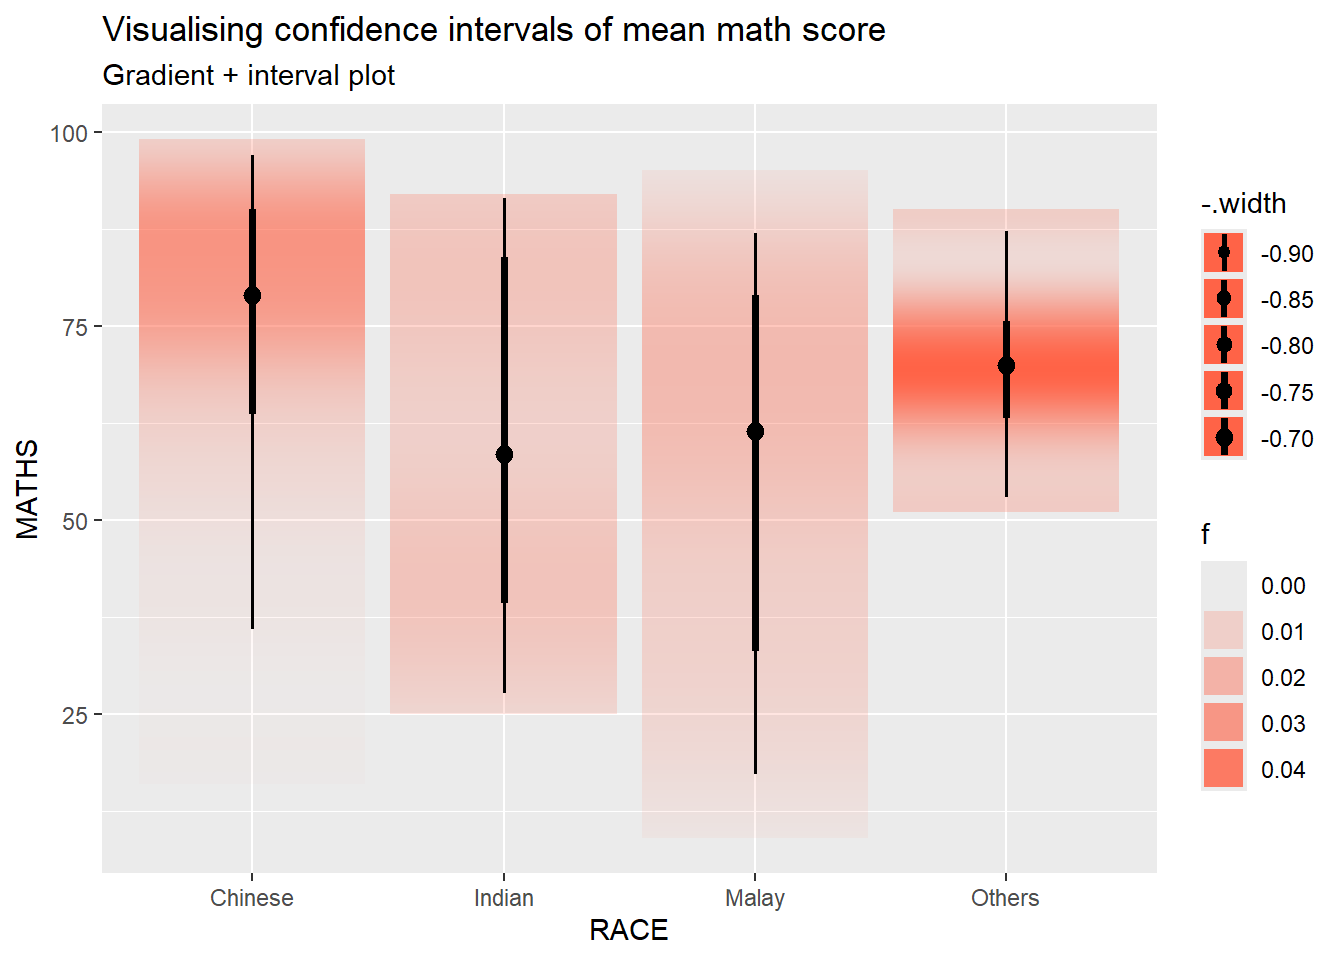 Visualising confidence intervals of mean math score
Gradient + interval plot
100
75
50
25
MATHS
Chinese
Indian
Malay
Others
RACE
-.width
-0.90
-0.85
-0.80
-0.75
-0.70
f
0.00
0.01
0.02
0.03
0.04